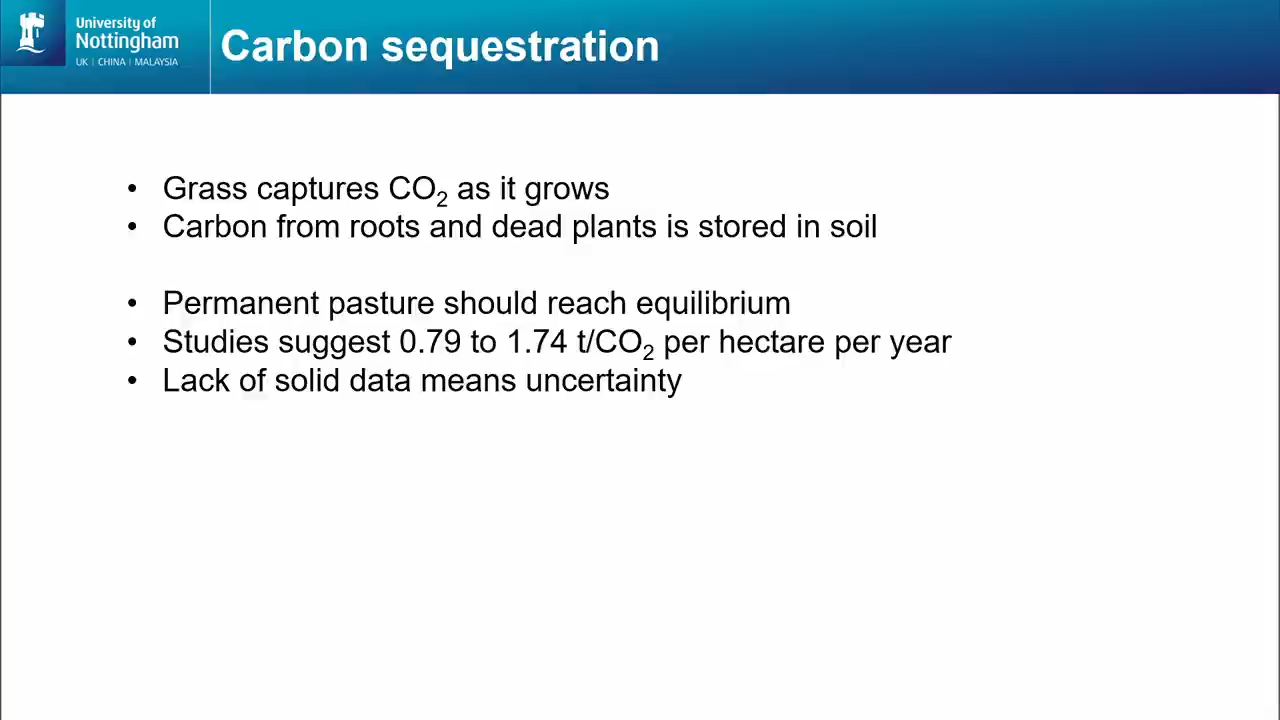 University of
Nottingham
UK | CHINA | MALAYSIA
Carbon sequestration
• Grass captures CO₂ as it grows
• Carbon from roots and dead plants is stored in soil
• Permanent pasture should reach equilibrium
• Studies suggest 0.79 to 1.74 t/CO₂ per hectare per year
• Lack of solid data means uncertainty